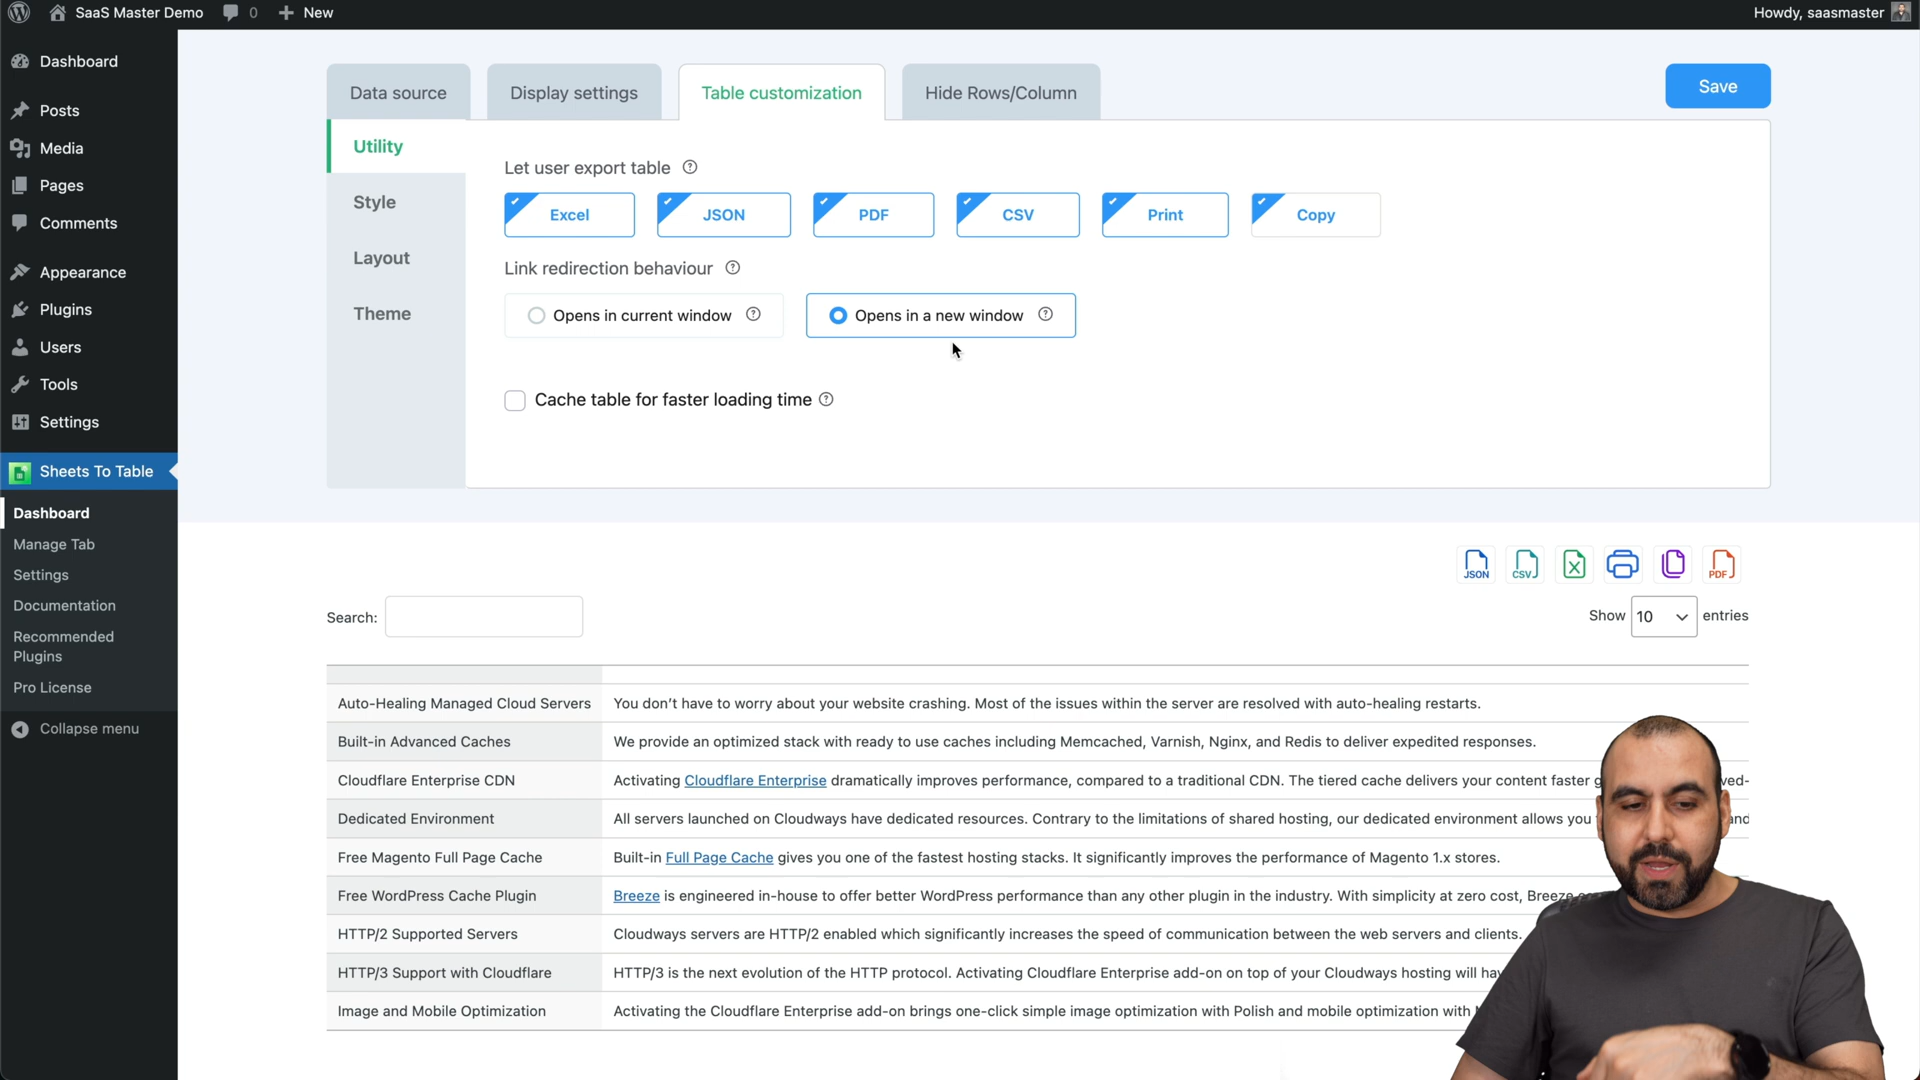 SaaS Master Demo 0 New Howdy, saasmaster
Dashboard
Posts
Media
Pages
Comments
Appearance
Plugins
Users
Tools
Settings
Sheets To Table
Dashboard
Manage Tab
Settings
Documentation
Recommended
Plugins
Pro License
Collapse menu
Data source Display settings Table customization Hide Rows/Column Save
Utility
Style
Layout
Theme
Let user export table ?
Excel JSON PDF CSV Print Copy
Link redirection behaviour ?
Opens in current window ? Opens in a new window ?
Cache table for faster loading time ?
JSON CSV X PDF
Search: Show 10 entries
Auto-Healing Managed Cloud Servers You don’t have to worry about your website crashing. Most of the issues within the server are resolved with auto-healing restarts.
Built-in Advanced Caches We provide an optimized stack with ready to use caches including Memcached, Varnish, Nginx, and Redis to deliver expedited responses.
Cloudflare Enterprise CDN Activating Cloudflare Enterprise dramatically improves performance, compared to a traditional CDN. The tiered cache delivers your content faster
Dedicated Environment All servers launched on Cloudways have dedicated resources. Contrary to the limitations of shared hosting, our dedicated environment allows you
Free Magento Full Page Cache Built-in Full Page Cache gives you one of the fastest hosting stacks. It significantly improves the performance of Magento 1.x stores.
Free WordPress Cache Plugin Breeze is engineered in-house to offer better WordPress performance than any other plugin in the industry. With simplicity at zero cost, Breeze
HTTP/2 Supported Servers Cloudways servers are HTTP/2 enabled which significantly increases the speed of communication between the web servers and clients.
HTTP/3 Support with Cloudflare HTTP/3 is the next evolution of the HTTP protocol. Activating Cloudflare Enterprise add-on on top of your Cloudways hosting will
Image and Mobile Optimization Activating the Cloudflare Enterprise add-on brings one-click simple image optimization with Polish and mobile optimization with